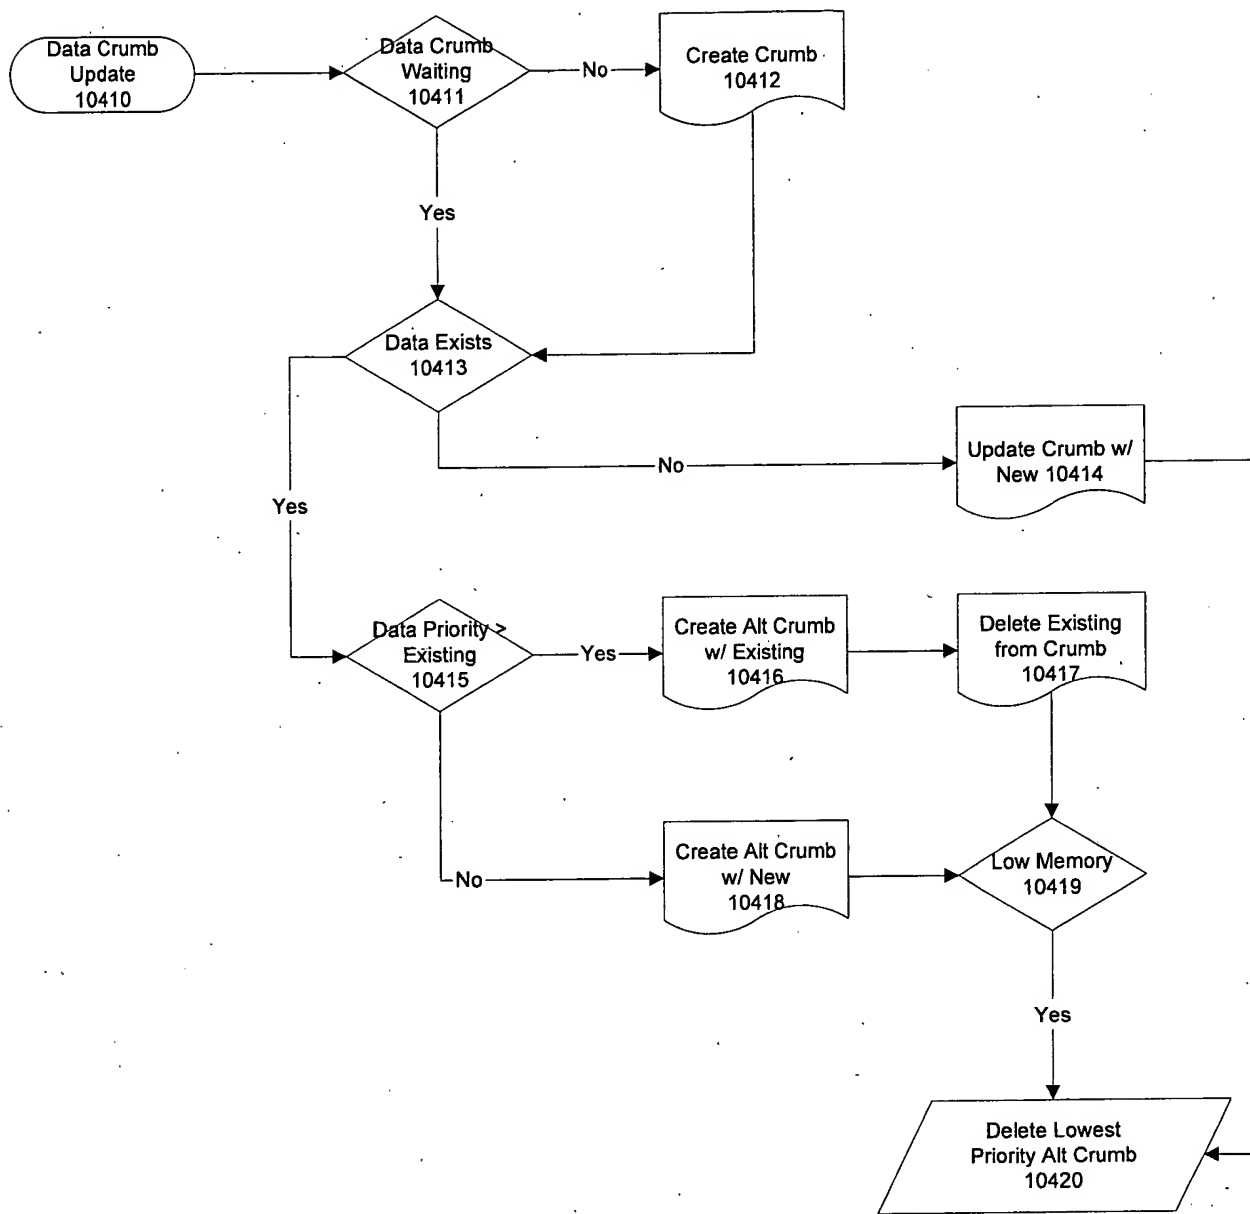 Data Crumb
Update
10410
Data Crumb
Waiting
10411
No
Create Crumb
10412
Yes
Data Exists
10413
No
Update Crumb w/
New 10414
Yes
Data Priority >
Existing
10415
Yes
Create Alt Crumb
w/ Existing
10416
Delete Existing
from Crumb
10417
No
Create Alt Crumb
w/ New
10418
Low Memory
10419
Yes
Delete Lowest
Priority Alt Crumb
10420